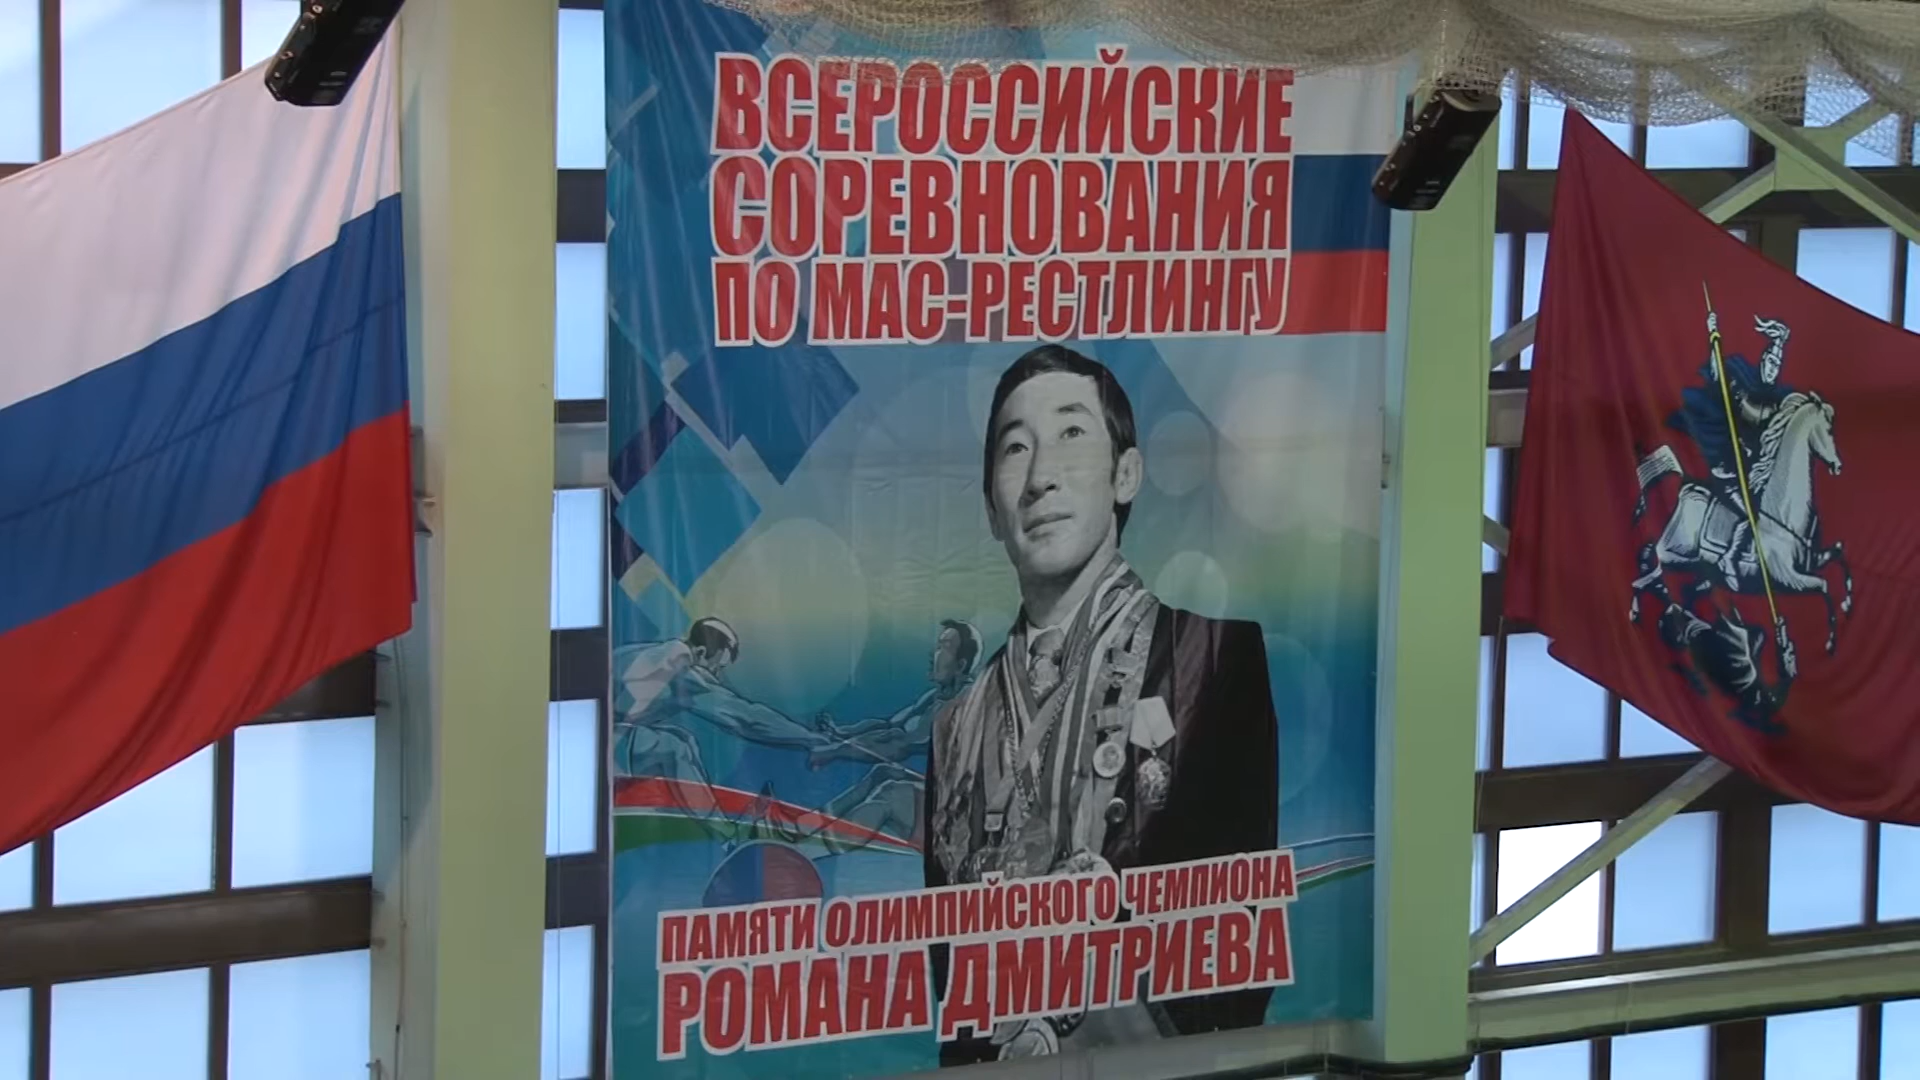 ВСЕРОССИЙСКИЕ
СОРЕВНОВАНИЯ
ПО МАС-РЕСТЛИНГУ
ПАМЯТИ ОЛИМПИЙСКОГО ЧЕМПИОНА
РОМАНА ДМИТРИЕВА